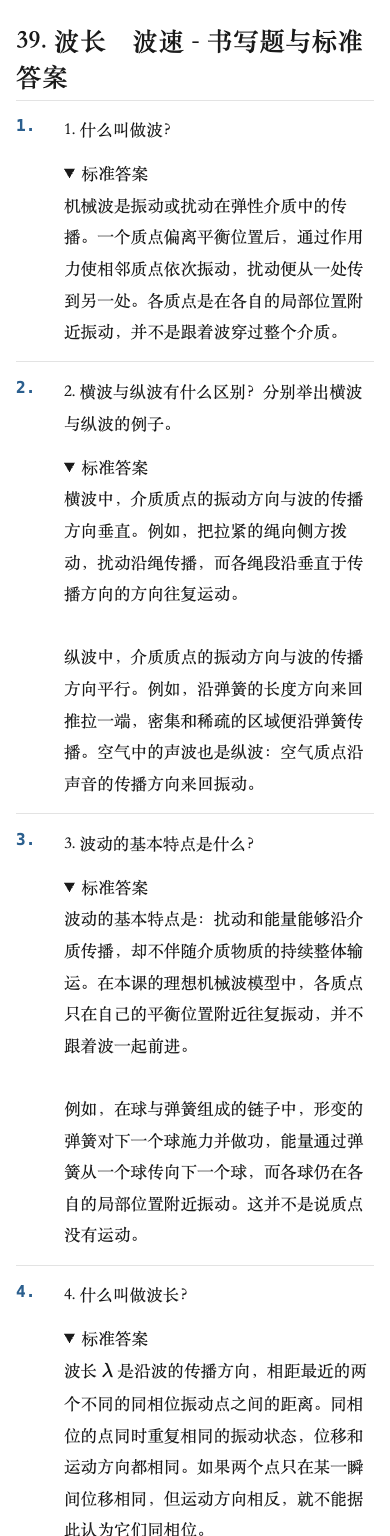 39. 波长　波速 - 书写题与标准
答案
1. 1. 什么叫做波?
▼ 标准答案
机械波是振动或扰动在弹性介质中的传
播。一个质点偏离平衡位置后，通过作用
力使相邻质点依次振动，扰动便从一处传
到另一处。各质点是在各自的局部位置附
近振动，并不是跟着波穿过整个介质。
2. 2. 横波与纵波有什么区别？分别举出横波
与纵波的例子。
▼ 标准答案
横波中，介质质点的振动方向与波的传播
方向垂直。例如，把拉紧的绳向侧方拨
动，扰动沿绳传播，而各绳段沿垂直于传
播方向的方向往复运动。
纵波中，介质质点的振动方向与波的传播
方向平行。例如，沿弹簧的长度方向来回
推拉一端，密集和稀疏的区域便沿弹簧传
播。空气中的声波也是纵波：空气质点沿
声音的传播方向来回振动。
3. 3. 波动的基本特点是什么?
▼ 标准答案
波动的基本特点是：扰动和能量能够沿介
质传播，却不伴随介质物质的持续整体输
运。在本课的理想机械波模型中，各质点
只在自己的平衡位置附近往复振动，并不
跟着波一起前进。
例如，在球与弹簧组成的链子中，形变的
弹簧对下一个球施力并做功，能量通过弹
簧从一个球传向下一个球，而各球仍在各
自的局部位置附近振动。这并不是说质点
没有运动。
4. 4. 什么叫做波长?
▼ 标准答案
波长 λ 是沿波的传播方向，相距最近的两
个不同的同相位振动点之间的距离。同相
位的点同时重复相同的振动状态，位移和
运动方向都相同。如果两个点只在某一瞬
间位移相同，但运动方向相反，就不能据
此认为它们同相位。